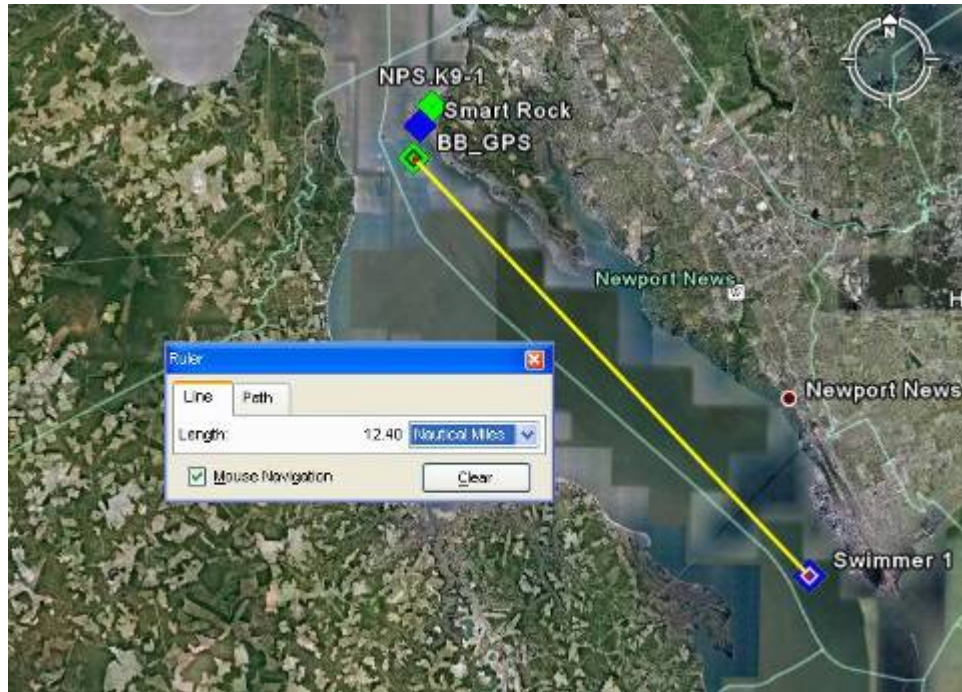 N
NPS.K9-1
Smart Rock
BB_GPS
Newport News
H
Ruler
Line
Path
Length:
12.40
Nautical Miles
Newport News
Mouse Navigation
Clear
Swimmer 1